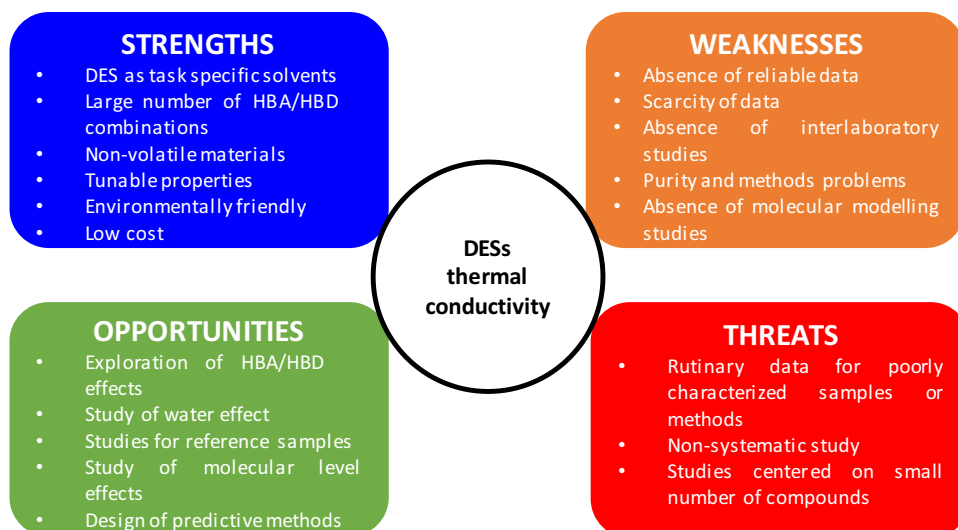 STRENGTHS
• DES as task specific solvents
• Large number of HBA/HBD
combinations
• Non-volatile materials
• Tunable properties
• Environmentally friendly
• Low cost
WEAKNESSES
• Absence of reliable data
• Scarcity of data
• Absence of interlaboratory
studies
• Purity and methods problems
• Absence of molecular modelling
studies
DESs
thermal
conductivity
OPPORTUNITIES
• Exploration of HBA/HBD
effects
• Study of water effect
• Studies for reference samples
• Study of molecular level
effects
• Design of predictive methods
THREATS
• Rutinary data for poorly
characterized samples or
methods
• Non-systematic study
• Studies centered on small
number of compounds